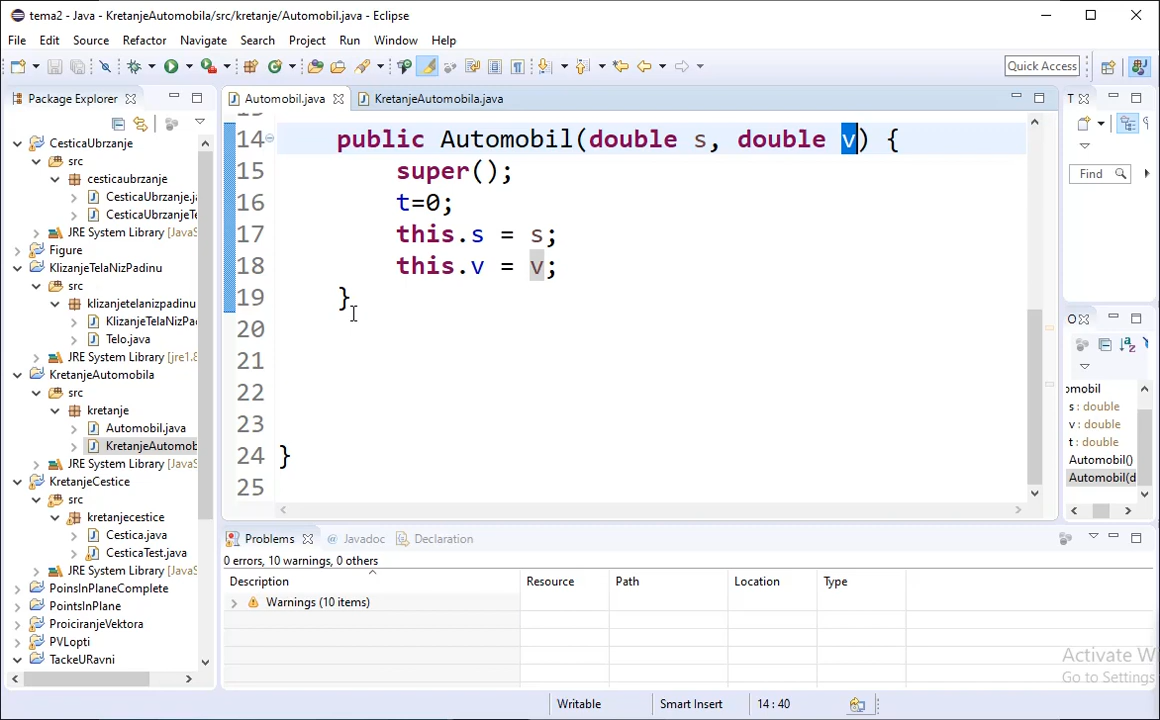 tema2 - Java - KretanjeAutomobila/src/kretanje/Automobil.java - Eclipse
File Edit Source Refactor Navigate Search Project Run Window Help
Quick Access
Package Explorer
CesticaUbrzanje
src
cesticaubrzanje
CesticaUbrzanje.ja
CesticaUbrzanjeTe
JRE System Library [JavaS
Figure
KlizanjeTelaNizPadinu
src
klizanjetelanizpadinu
KlizanjeTelaNizPa
Telo.java
JRE System Library [jre1.8
KretanjeAutomobila
src
kretanje
Automobil.java
KretanjeAutomob
JRE System Library [JavaS
KretanjeCestice
src
kretanjecestice
Cestica.java
CesticaTest.java
JRE System Library [JavaS
PoinsInPlaneComplete
PointsInPlane
ProiciranjeVektora
PVLopti
TackeURavni
Automobil.java KretanjeAutomobila.java
14 public Automobil(double s, double v) {
15 super();
16 t=0;
17 this.s = s;
18 this.v = v;
19 }
20
21
22
23
24 }
25
T
Find
O
omobil
s : double
v : double
t : double
Automobil()
Automobil(d
Problems @ Javadoc Declaration
0 errors, 10 warnings, 0 others
Description Resource Path Location Type
Warnings (10 items)
Activate W
Go to Settings
Writable Smart Insert 14 : 40